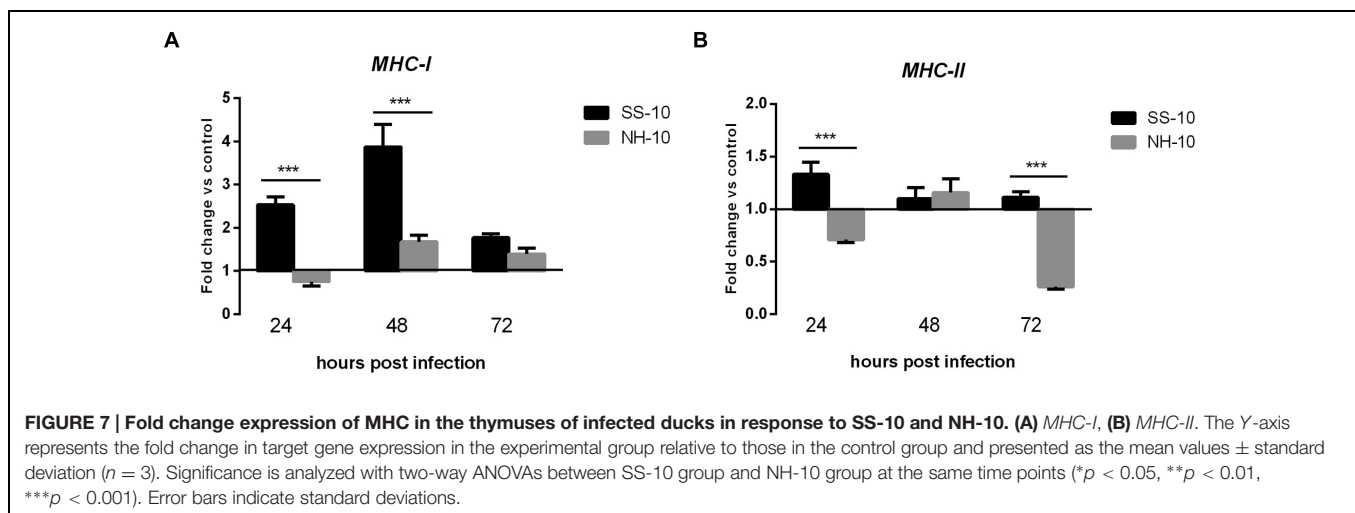 A
MHC-I
Fold change vs control
5
4
3
2
1
0
***
***
24
48
72
hours post infection
SS-10
NH-10
B
MHC-II
Fold change vs control
2.0
1.5
1.0
0.5
0.0
***
***
24
48
72
hours post infection
SS-10
NH-10
FIGURE 7 | Fold change expression of MHC in the thymuses of infected ducks in response to SS-10 and NH-10. (A) MHC-I, (B) MHC-II. The Y-axis
represents the fold change in target gene expression in the experimental group relative to those in the control group and presented as the mean values ± standard
deviation (n = 3). Significance is analyzed with two-way ANOVAs between SS-10 group and NH-10 group at the same time points (*p < 0.05, **p < 0.01,
***p < 0.001). Error bars indicate standard deviations.